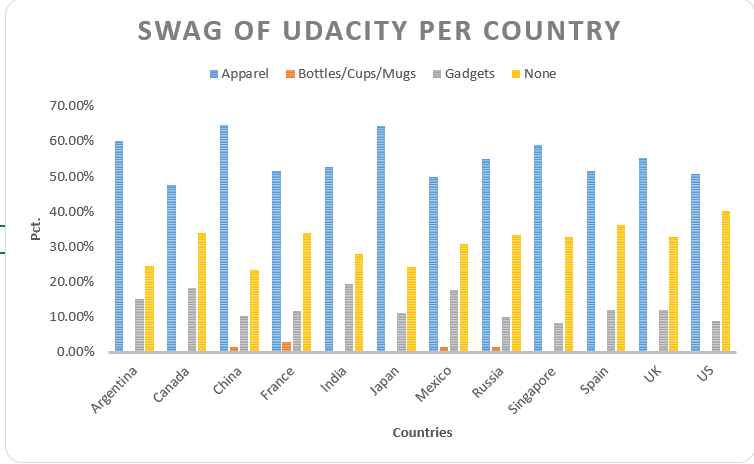 SWAG OF UDACITY PER COUNTRY
Apparel Bottles/Cups/Mugs Gadgets None
70.00%
60.00%
50.00%
40.00%
30.00%
20.00%
10.00%
0.00%
Pct.
Argentina Canada China France India Japan Mexico Russia Singapore Spain UK US
Countries